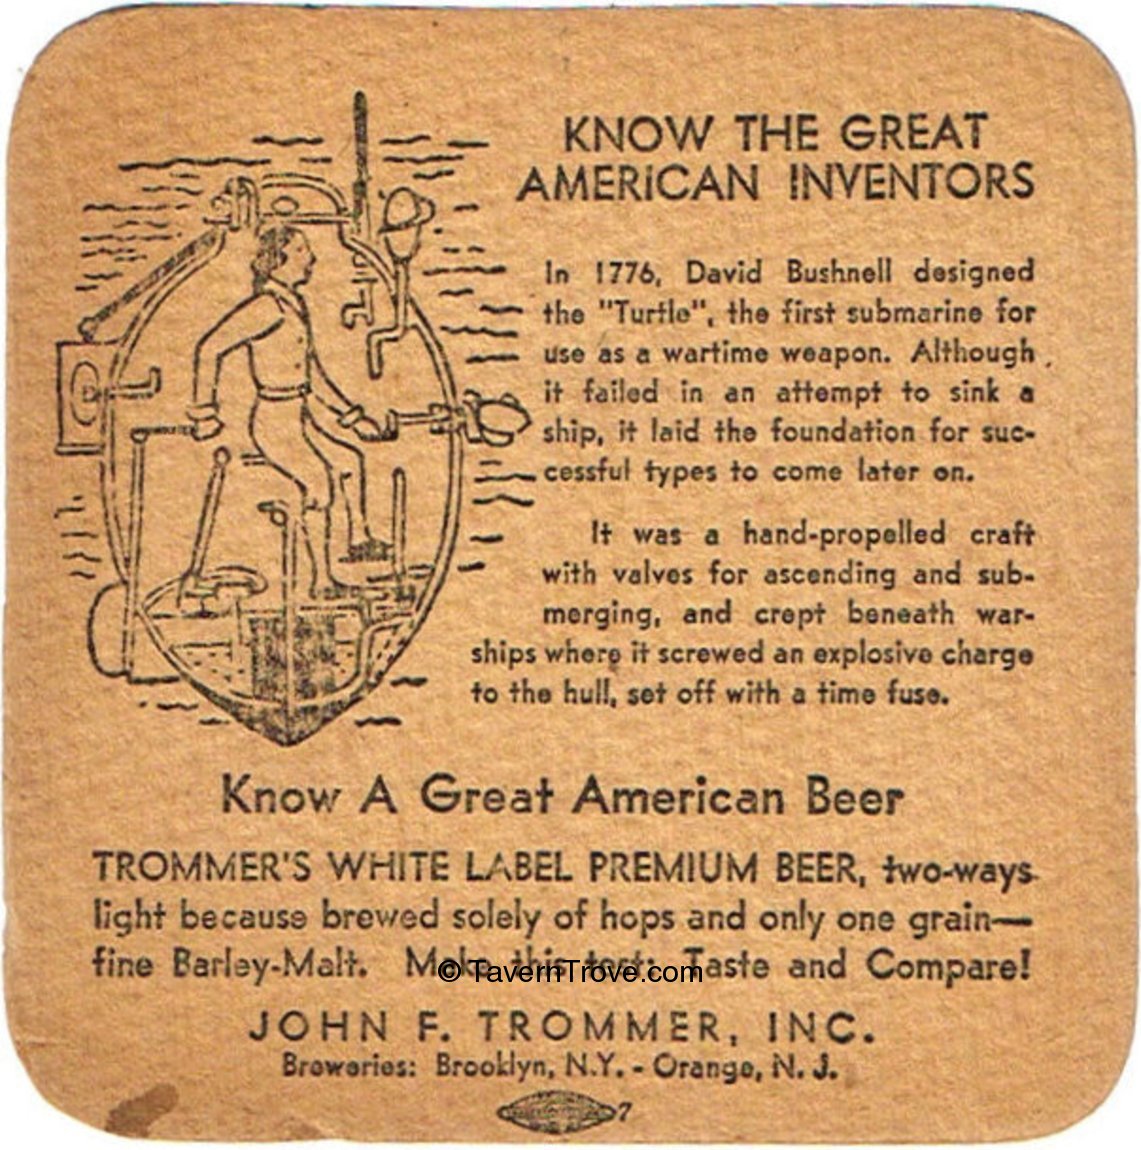 KNOW THE GREAT
AMERICAN INVENTORS
In 1776, David Bushnell designed
the "Turtle", the first submarine for
use as a wartime weapon. Although
it failed in an attempt to sink a
ship, it laid the foundation for suc-
cessful types to come later on.
It was a hand-propelled craft
with valves for ascending and sub-
merging, and crept beneath war-
ships where it screwed an explosive charge
to the hull, set off with a time fuse.
Know A Great American Beer
TROMMER'S WHITE LABEL PREMIUM BEER, two-ways
light because brewed solely of hops and only one grain—
fine Barley-Malt. Make this test: Taste and Compare!
© TavernTrove.com
JOHN F. TROMMER, INC.
Breweries: Brooklyn, N.Y. - Orange, N. J.
7